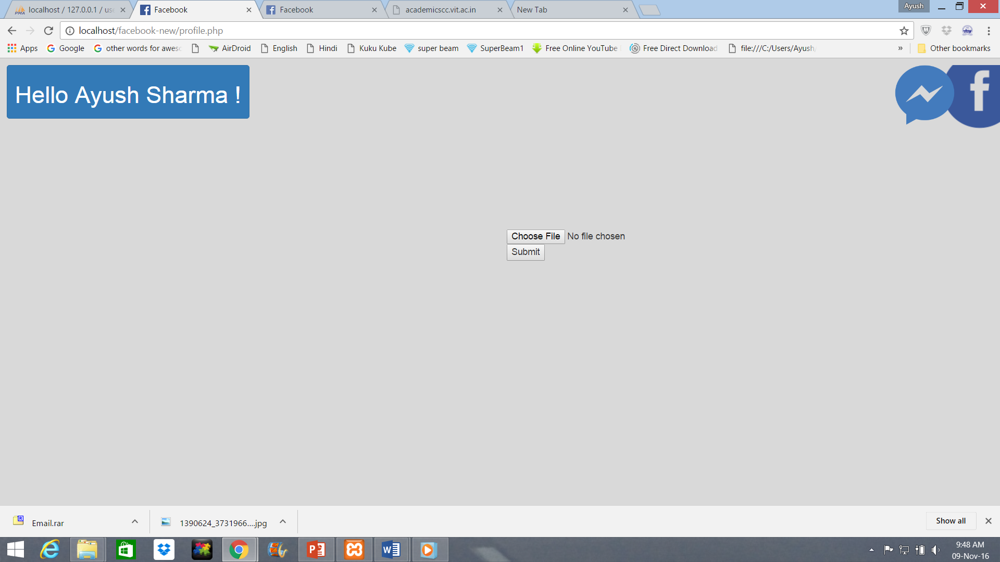 localhost / 127.0.0.1 / use
Facebook
Facebook
academicscc.vit.ac.in
New Tab
Ayush
localhost/facebook-new/profile.php
Apps
Google
other words for aweso
AirDroid
English
Hindi
Kuku Kube
super beam
SuperBeam1
Free Online YouTube
Free Direct Download
file:///C:/Users/Ayush/
»
Other bookmarks
Hello Ayush Sharma !
f
Choose File No file chosen
Submit
Email.rar
1390624_3731966....jpg
Show all
9:48 AM
09-Nov-16